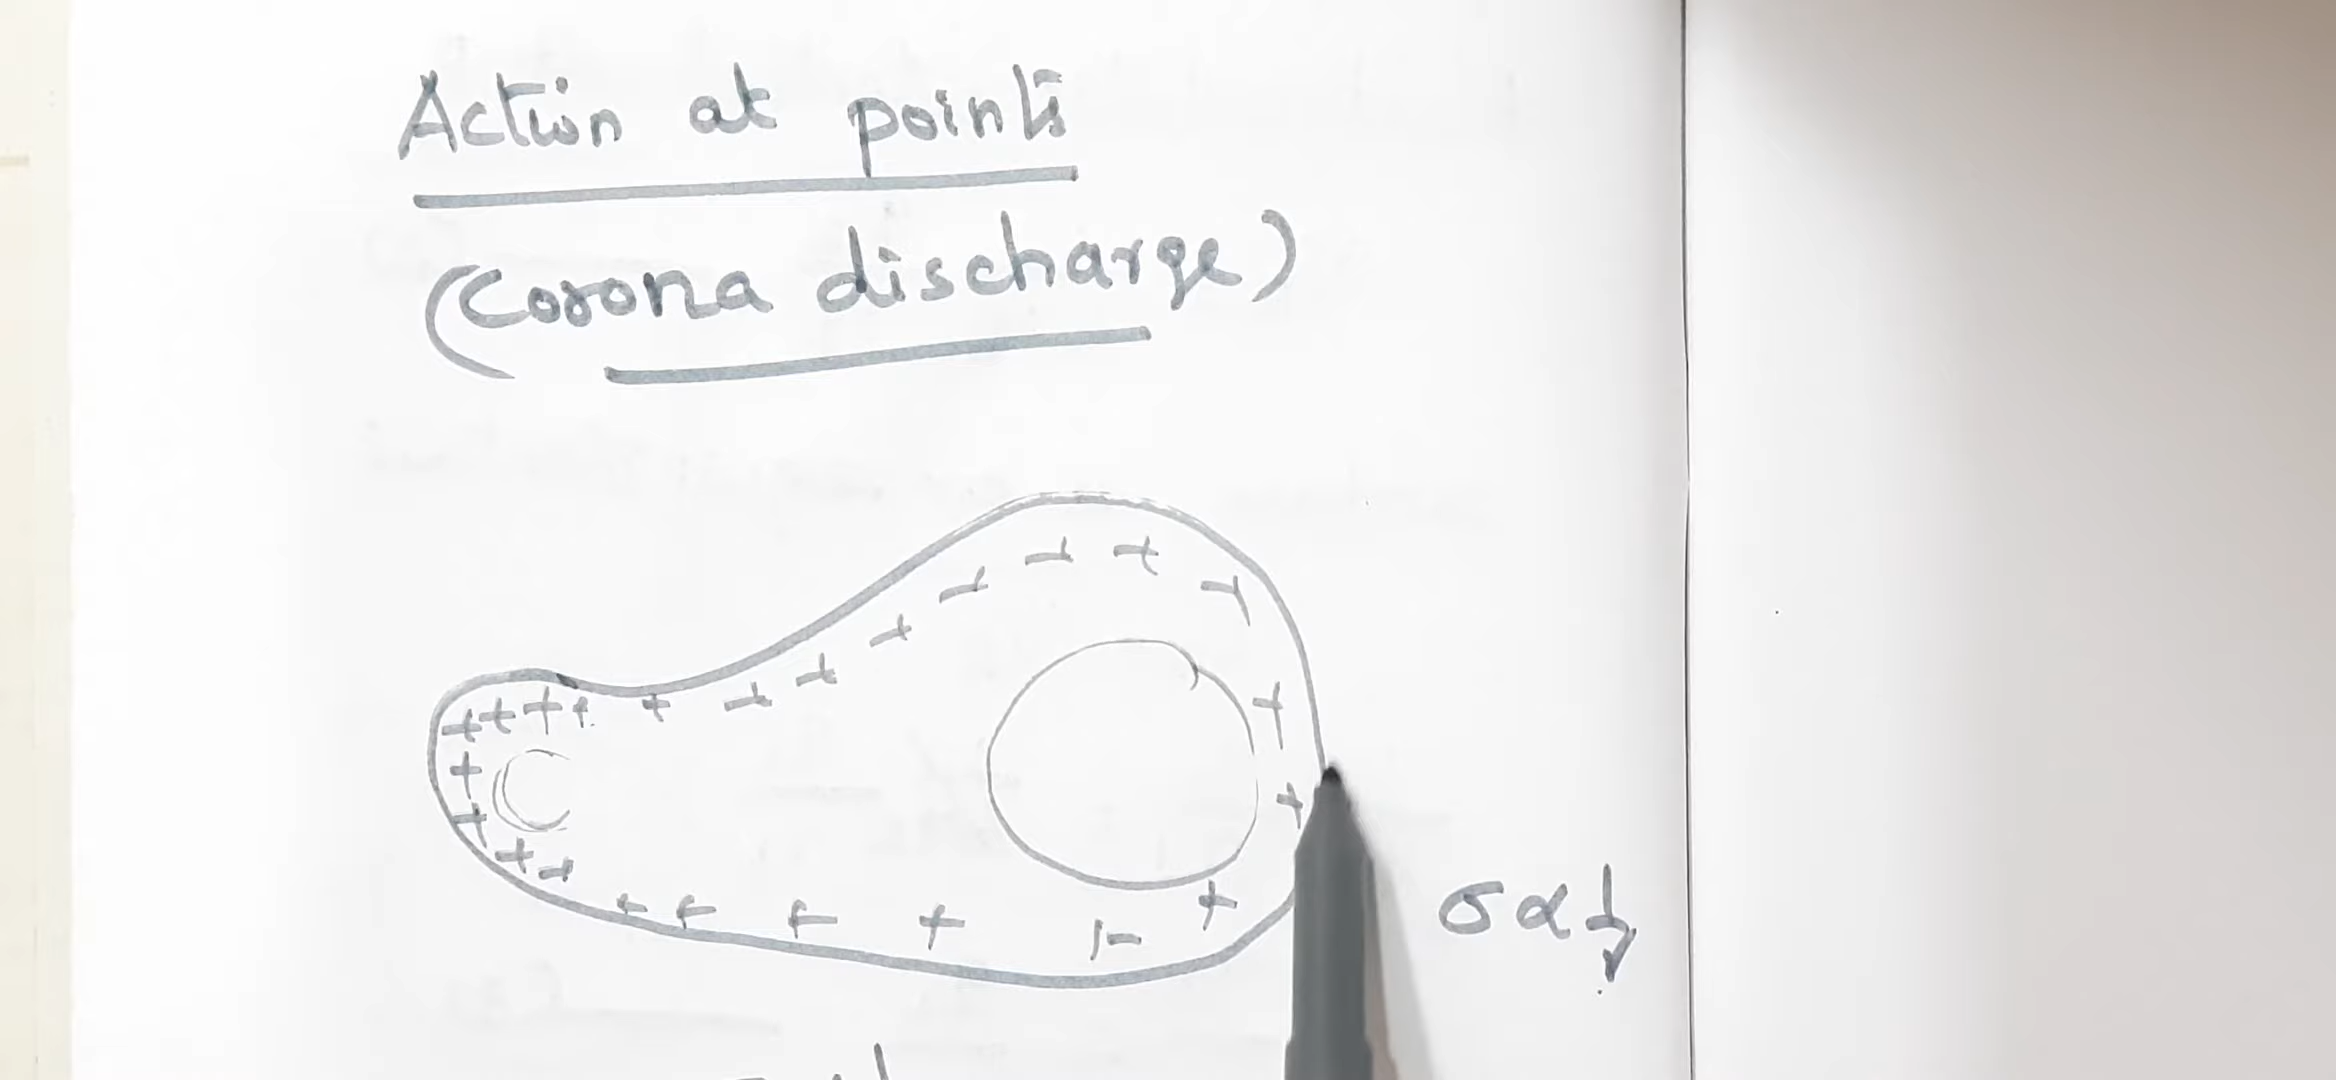 Action at points
(Corona discharge)
σ α 1/r